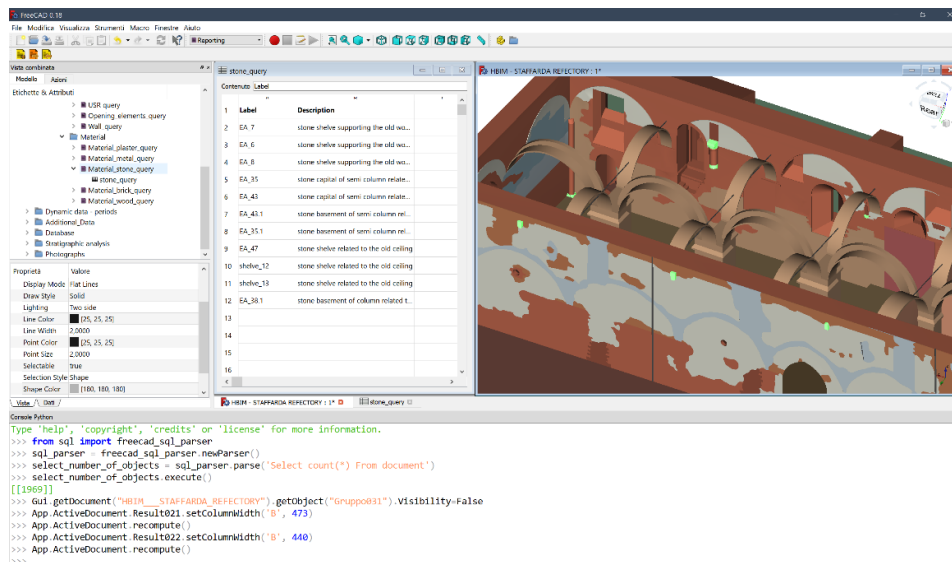 FreeCAD 0.18
File Modifica Visualizza Strumenti Macro Finestre Aiuto
Reporting
Vista combinata
Modello Azioni
Etichette & Attributi
USR query
Opening_elements_query
Wall_query
Material
Material_plaster_query
Material_metal_query
Material_stone_query
stone_query
Material_brick_query
Material_wood_query
Dynamic data - periods
Additional_Data
Database
Stratigraphic analysis
Photographs
Proprietà Valore
Display Mode Flat Lines
Draw Style Solid
Lighting Two side
Line Color [25, 25, 25]
Line Width 2,0000
Point Color [25, 25, 25]
Point Size 2,0000
Selectable true
Selection Style Shape
Shape Color [180, 180, 180]
Vista Dati
stone_query
Contenuto Label
1 Label Description
2 EA_7 stone shelve supporting the old wo...
3 EA_6 stone shelve supporting the old wo...
4 EA_8 stone shelve supporting the old wo...
5 EA_35 stone capital of semi column relate...
6 EA_43 stone capital of semi column relate...
7 EA_43.1 stone basement of semi column rel...
8 EA_35.1 stone basement of semi column rel...
9 EA_47 stone shelve related to the old ceiling
10 shelve_12 stone shelve related to the old ceiling
11 shelve_13 stone shelve related to the old ceiling
12 EA_38.1 stone basement of column related t...
13
14
15
16
HBIM - STAFFARDA REFECTORY : 1*
Rear
HBIM - STAFFARDA REFECTORY : 1* stone_query
Console Python
Type 'help', 'copyright', 'credits' or 'license' for more information.
>>> from sql import freecad_sql_parser
>>> sql_parser = freecad_sql_parser.newParser()
>>> select_number_of_objects = sql_parser.parse('Select count(*) From document')
>>> select_number_of_objects.execute()
[[1969]]
>>> Gui.getDocument("HBIM___STAFFARDA_REFECTORY").getObject("Gruppo031").Visibility=False
>>> App.ActiveDocument.Result021.setColumnWidth('B', 473)
>>> App.ActiveDocument.recompute()
>>> App.ActiveDocument.Result022.setColumnWidth('B', 440)
>>> App.ActiveDocument.recompute()
>>>